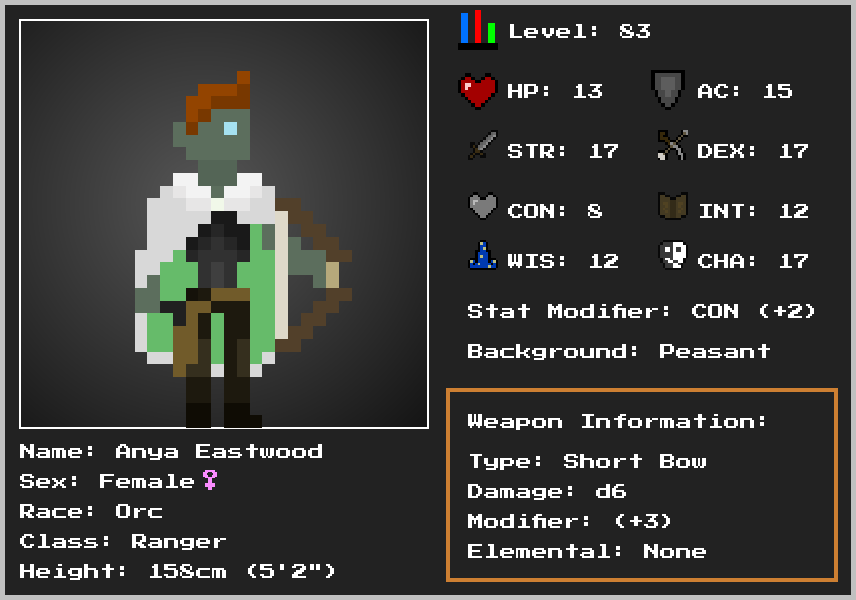 Level: 83
HP: 13
AC: 15
STR: 17
DEX: 17
CON: 8
INT: 12
WIS: 12
CHA: 17
Stat Modifier: CON (+2)
Background: Peasant
Weapon Information:
Type: Short Bow
Damage: d6
Modifier: (+3)
Elemental: None
Name: Anya Eastwood
Sex: Female♀
Race: Orc
Class: Ranger
Height: 158cm (5'2")